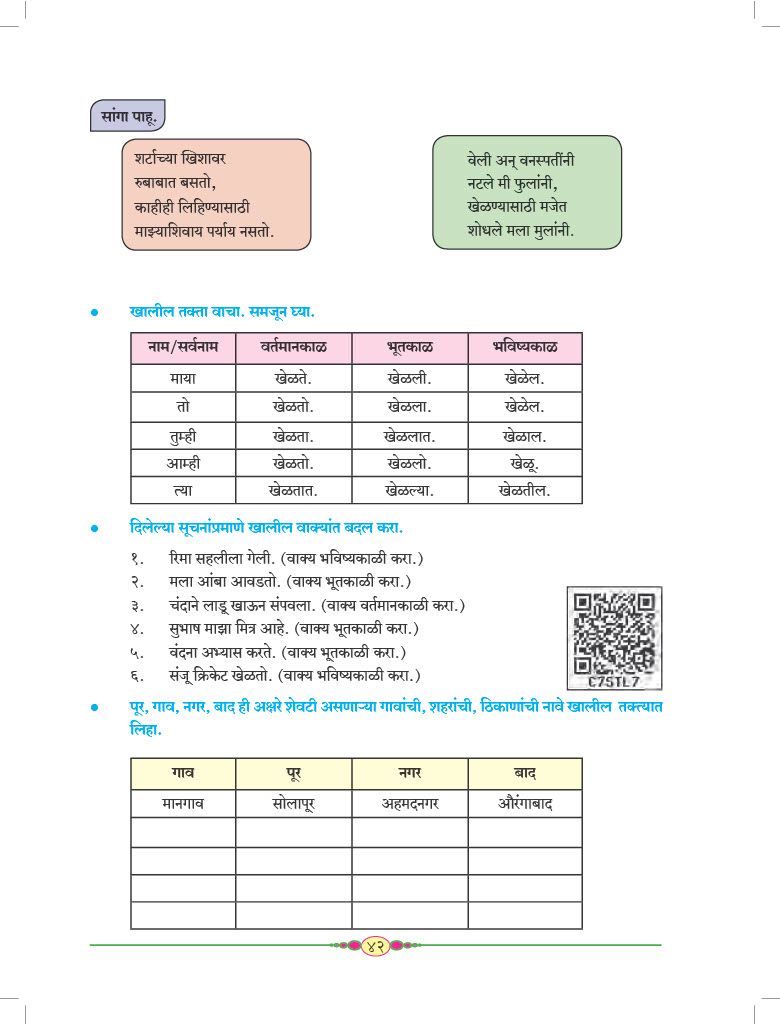 सांगा पाहू.
शर्टाच्या खिशावर
रुबाबात बसतो,
काहीही लिहिण्यासाठी
माझ्याशिवाय पर्याय नसतो.
वेली अन् वनस्पतींनी
नटले मी फुलांनी,
खेळण्यासाठी मजेत
शोधले मला मुलांनी.
• खालील तक्ता वाचा. समजून घ्या.
नाम/सर्वनाम वर्तमानकाळ भूतकाळ भविष्यकाळ
माया खेळते. खेळली. खेळेल.
तो खेळतो. खेळला. खेळेल.
तुम्ही खेळता. खेळलात. खेळाल.
आम्ही खेळतो. खेळलो. खेळू.
त्या खेळतात. खेळल्या. खेळतील.
• दिलेल्या सूचनांप्रमाणे खालील वाक्यांत बदल करा.
१. रिमा सहलीला गेली. (वाक्य भविष्यकाळी करा.)
२. मला आंबा आवडतो. (वाक्य भूतकाळी करा.)
३. चंदाने लाडू खाऊन संपवला. (वाक्य वर्तमानकाळी करा.)
४. सुभाष माझा मित्र आहे. (वाक्य भूतकाळी करा.)
५. वंदना अभ्यास करते. (वाक्य भूतकाळी करा.)
६. संजू क्रिकेट खेळतो. (वाक्य भविष्यकाळी करा.)
C7STL7
• पूर, गाव, नगर, बाद ही अक्षरे शेवटी असणाऱ्या गावांची, शहरांची, ठिकाणांची नावे खालील तक्त्यात
लिहा.
गाव पूर नगर बाद
मानगाव सोलापूर अहमदनगर औरंगाबाद
४२